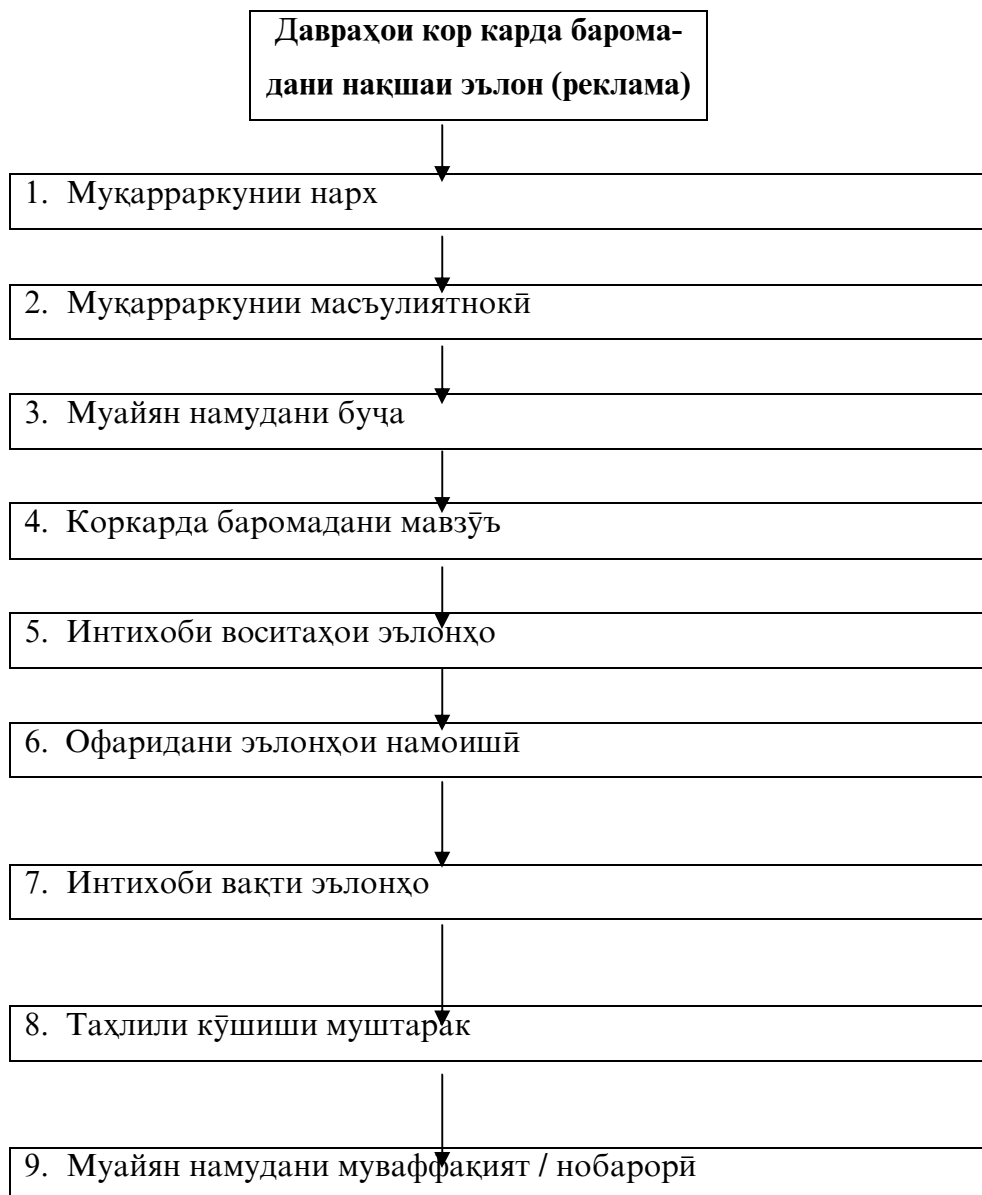 Давраҳои кор карда барома-
дани нақшаи эълон (реклама)
1. Муқарраркунии нарх
2. Муқарраркунии масъулиятнокӣ
3. Муайян намудани буҷа
4. Коркарда баромадани мавзӯъ
5. Интихоби воситаҳои эълонҳо
6. Офаридани эълонҳои намоишӣ
7. Интихоби вақти эълонҳо
8. Таҳлили кӯшиши муштарак
9. Муайян намудани муваффақият / нобарорӣ